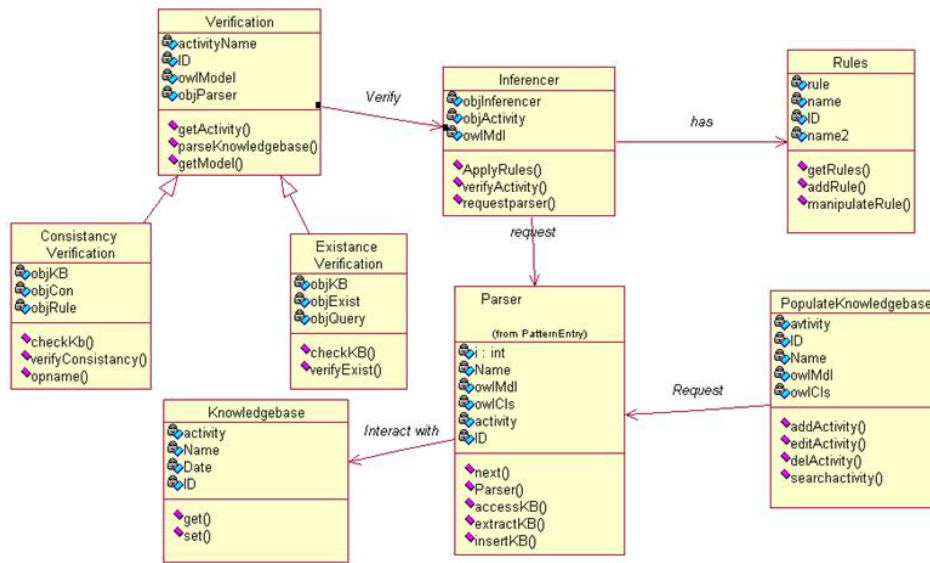 Verification
activityName
ID
owlModel
objParser
getActivity()
parseKnowledgebase()
getModel()
Verify
Inferencer
objInferencer
objActivity
owlMdl
ApplyRules()
verifyActivity()
requestparser()
has
Rules
rule
name
ID
name2
getRules()
addRule()
manipulateRule()
Consistancy
Verification
objKB
objCon
objRule
checkKb()
verifyConsistancy()
opname()
Existance
Verification
objKB
objExist
objQuery
checkKB()
verifyExist()
request
Parser
(from PatternEntry)
i : int
Name
owlMdl
owlCls
activity
ID
next()
Parser()
accessKB()
extractKB()
insertKB()
Request
PopulateKnowledgebase
avtivity
ID
Name
owlMdl
owlCls
addActivity()
editActivity()
delActivity()
searchactivity()
Interact with
Knowledgebase
activity
Name
Date
ID
get()
set()